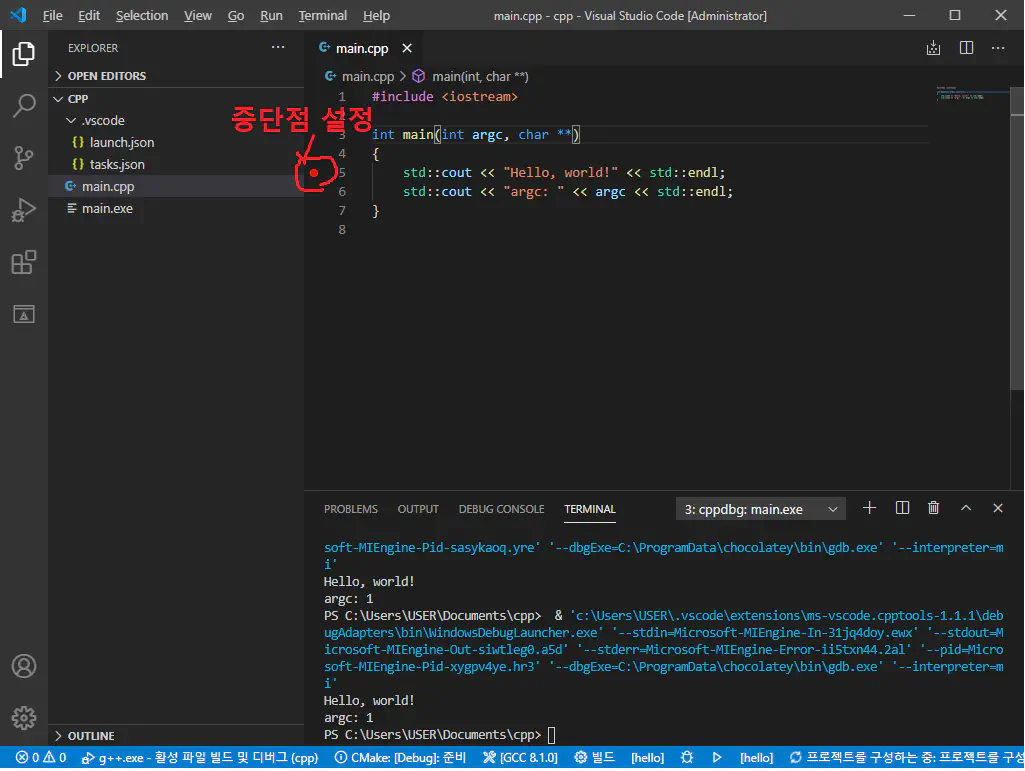 File Edit Selection View Go Run Terminal Help
main.cpp - cpp - Visual Studio Code [Administrator]
EXPLORER
OPEN EDITORS
CPP
.vscode
{} launch.json
{} tasks.json
main.cpp
main.exe
OUTLINE
main.cpp
main.cpp > main(int, char **)
중단점 설정
1 #include <iostream>
3 int main(int argc, char **)
4 {
5 std::cout << "Hello, world!" << std::endl;
6 std::cout << "argc: " << argc << std::endl;
7 }
8
PROBLEMS OUTPUT DEBUG CONSOLE TERMINAL
3: cppdbg: main.exe
soft-MIEngine-Pid-sasykaoq.yre' '--dbgExe=C:\ProgramData\chocolatey\bin\gdb.exe' '--interpreter=m
i'
Hello, world!
argc: 1
PS C:\Users\USER\Documents\cpp> & 'c:\Users\USER\.vscode\extensions\ms-vscode.cpptools-1.1.1\deb
ugAdapters\bin\WindowsDebugLauncher.exe' '--stdin=Microsoft-MIEngine-In-31jq4doy.ewx' '--stdout=M
icrosoft-MIEngine-Out-siwtleg0.a5d' '--stderr=Microsoft-MIEngine-Error-ii5txn44.2al' '--pid=Micro
soft-MIEngine-Pid-xygpv4ye.hr3' '--dbgExe=C:\ProgramData\chocolatey\bin\gdb.exe' '--interpreter=m
i'
Hello, world!
argc: 1
PS C:\Users\USER\Documents\cpp>
0 0 g++.exe - 활성 파일 빌드 및 디버그 (cpp) CMake: [Debug]: 준비 [GCC 8.1.0] 빌드 [hello] [hello] 프로젝트를 구성하는 중: 프로젝트를 구성